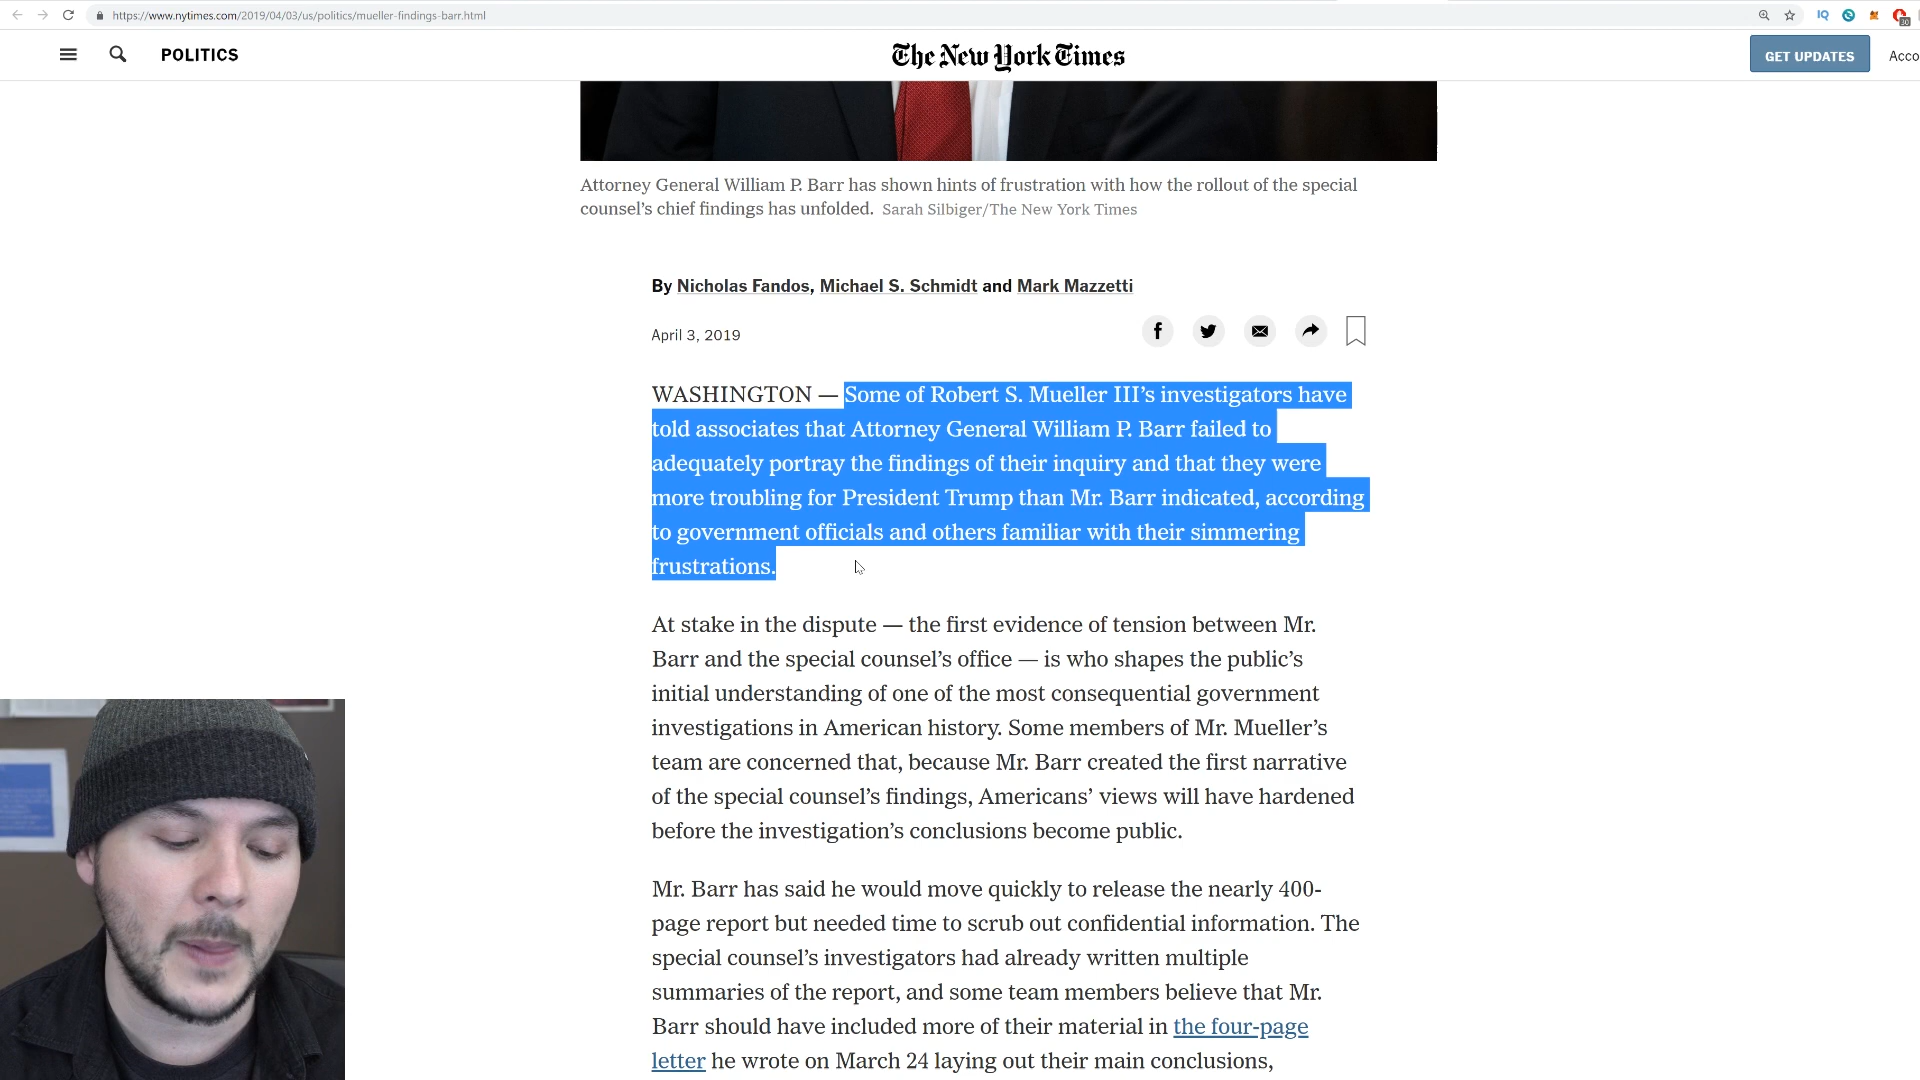 https://www.nytimes.com/2019/04/03/us/politics/mueller-findings-barr.html
IQ
30
POLITICS
The New York Times
GET UPDATES
Acco
Attorney General William P. Barr has shown hints of frustration with how the rollout of the special
counsel’s chief findings has unfolded. Sarah Silbiger/The New York Times
By Nicholas Fandos, Michael S. Schmidt and Mark Mazzetti
April 3, 2019
WASHINGTON — Some of Robert S. Mueller III’s investigators have
told associates that Attorney General William P. Barr failed to
adequately portray the findings of their inquiry and that they were
more troubling for President Trump than Mr. Barr indicated, according
to government officials and others familiar with their simmering
frustrations.
At stake in the dispute — the first evidence of tension between Mr.
Barr and the special counsel’s office — is who shapes the public’s
initial understanding of one of the most consequential government
investigations in American history. Some members of Mr. Mueller’s
team are concerned that, because Mr. Barr created the first narrative
of the special counsel’s findings, Americans’ views will have hardened
before the investigation’s conclusions become public.
Mr. Barr has said he would move quickly to release the nearly 400-
page report but needed time to scrub out confidential information. The
special counsel’s investigators had already written multiple
summaries of the report, and some team members believe that Mr.
Barr should have included more of their material in the four-page
letter he wrote on March 24 laying out their main conclusions,